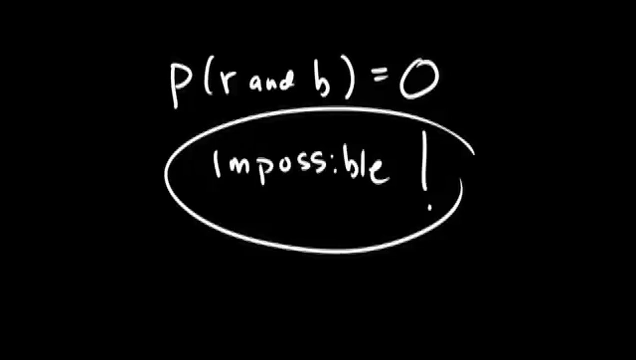 P(r and b) = 0
Impossible!